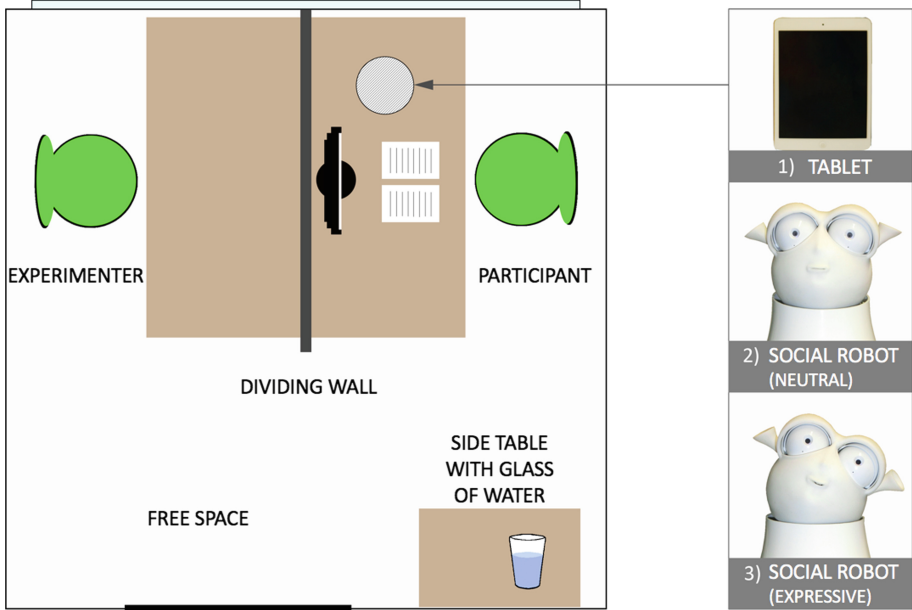 EXPERIMENTER
PARTICIPANT
DIVIDING WALL
SIDE TABLE
WITH GLASS
OF WATER
FREE SPACE
1) TABLET
2) SOCIAL ROBOT
(NEUTRAL)
3) SOCIAL ROBOT
(EXPRESSIVE)